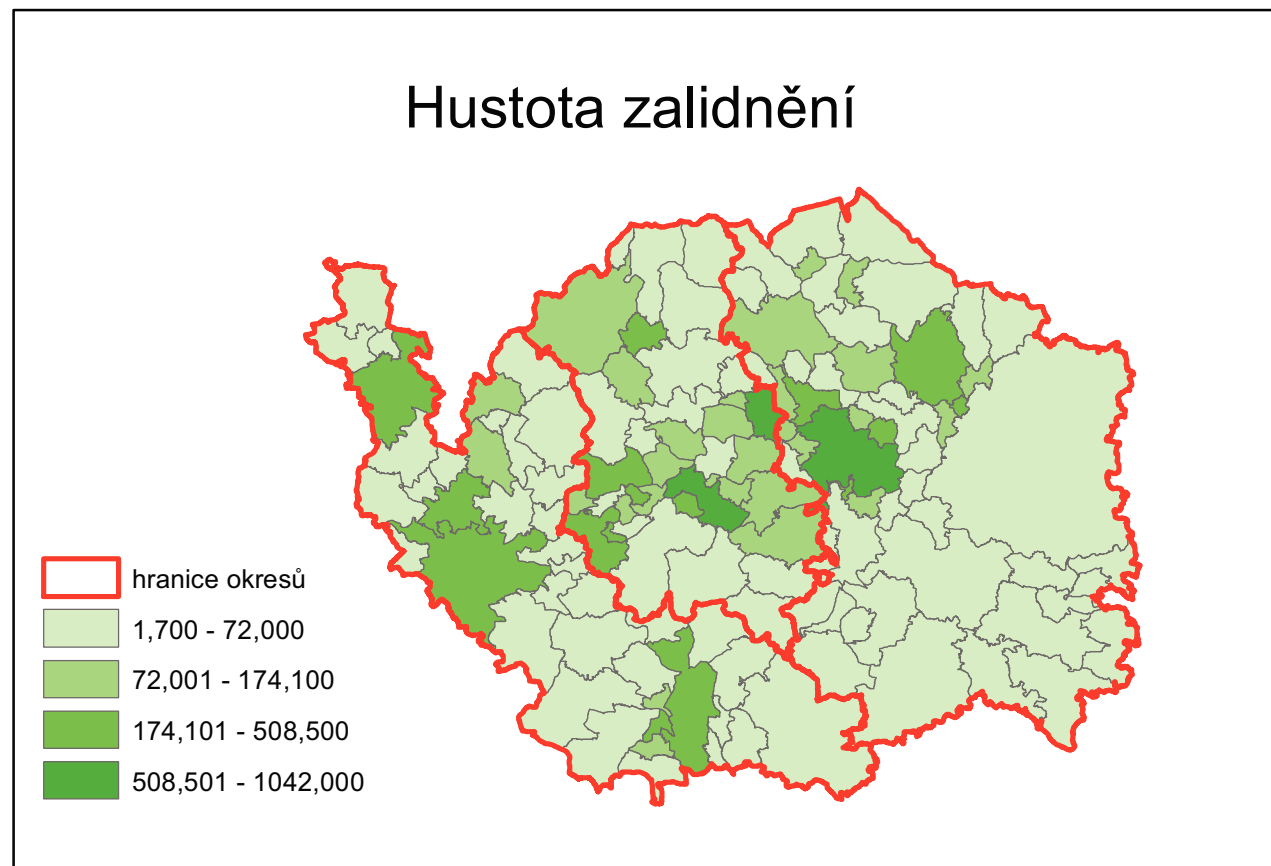 Hustota zalidnění
hranice okresů
1,700 - 72,000
72,001 - 174,100
174,101 - 508,500
508,501 - 1042,000